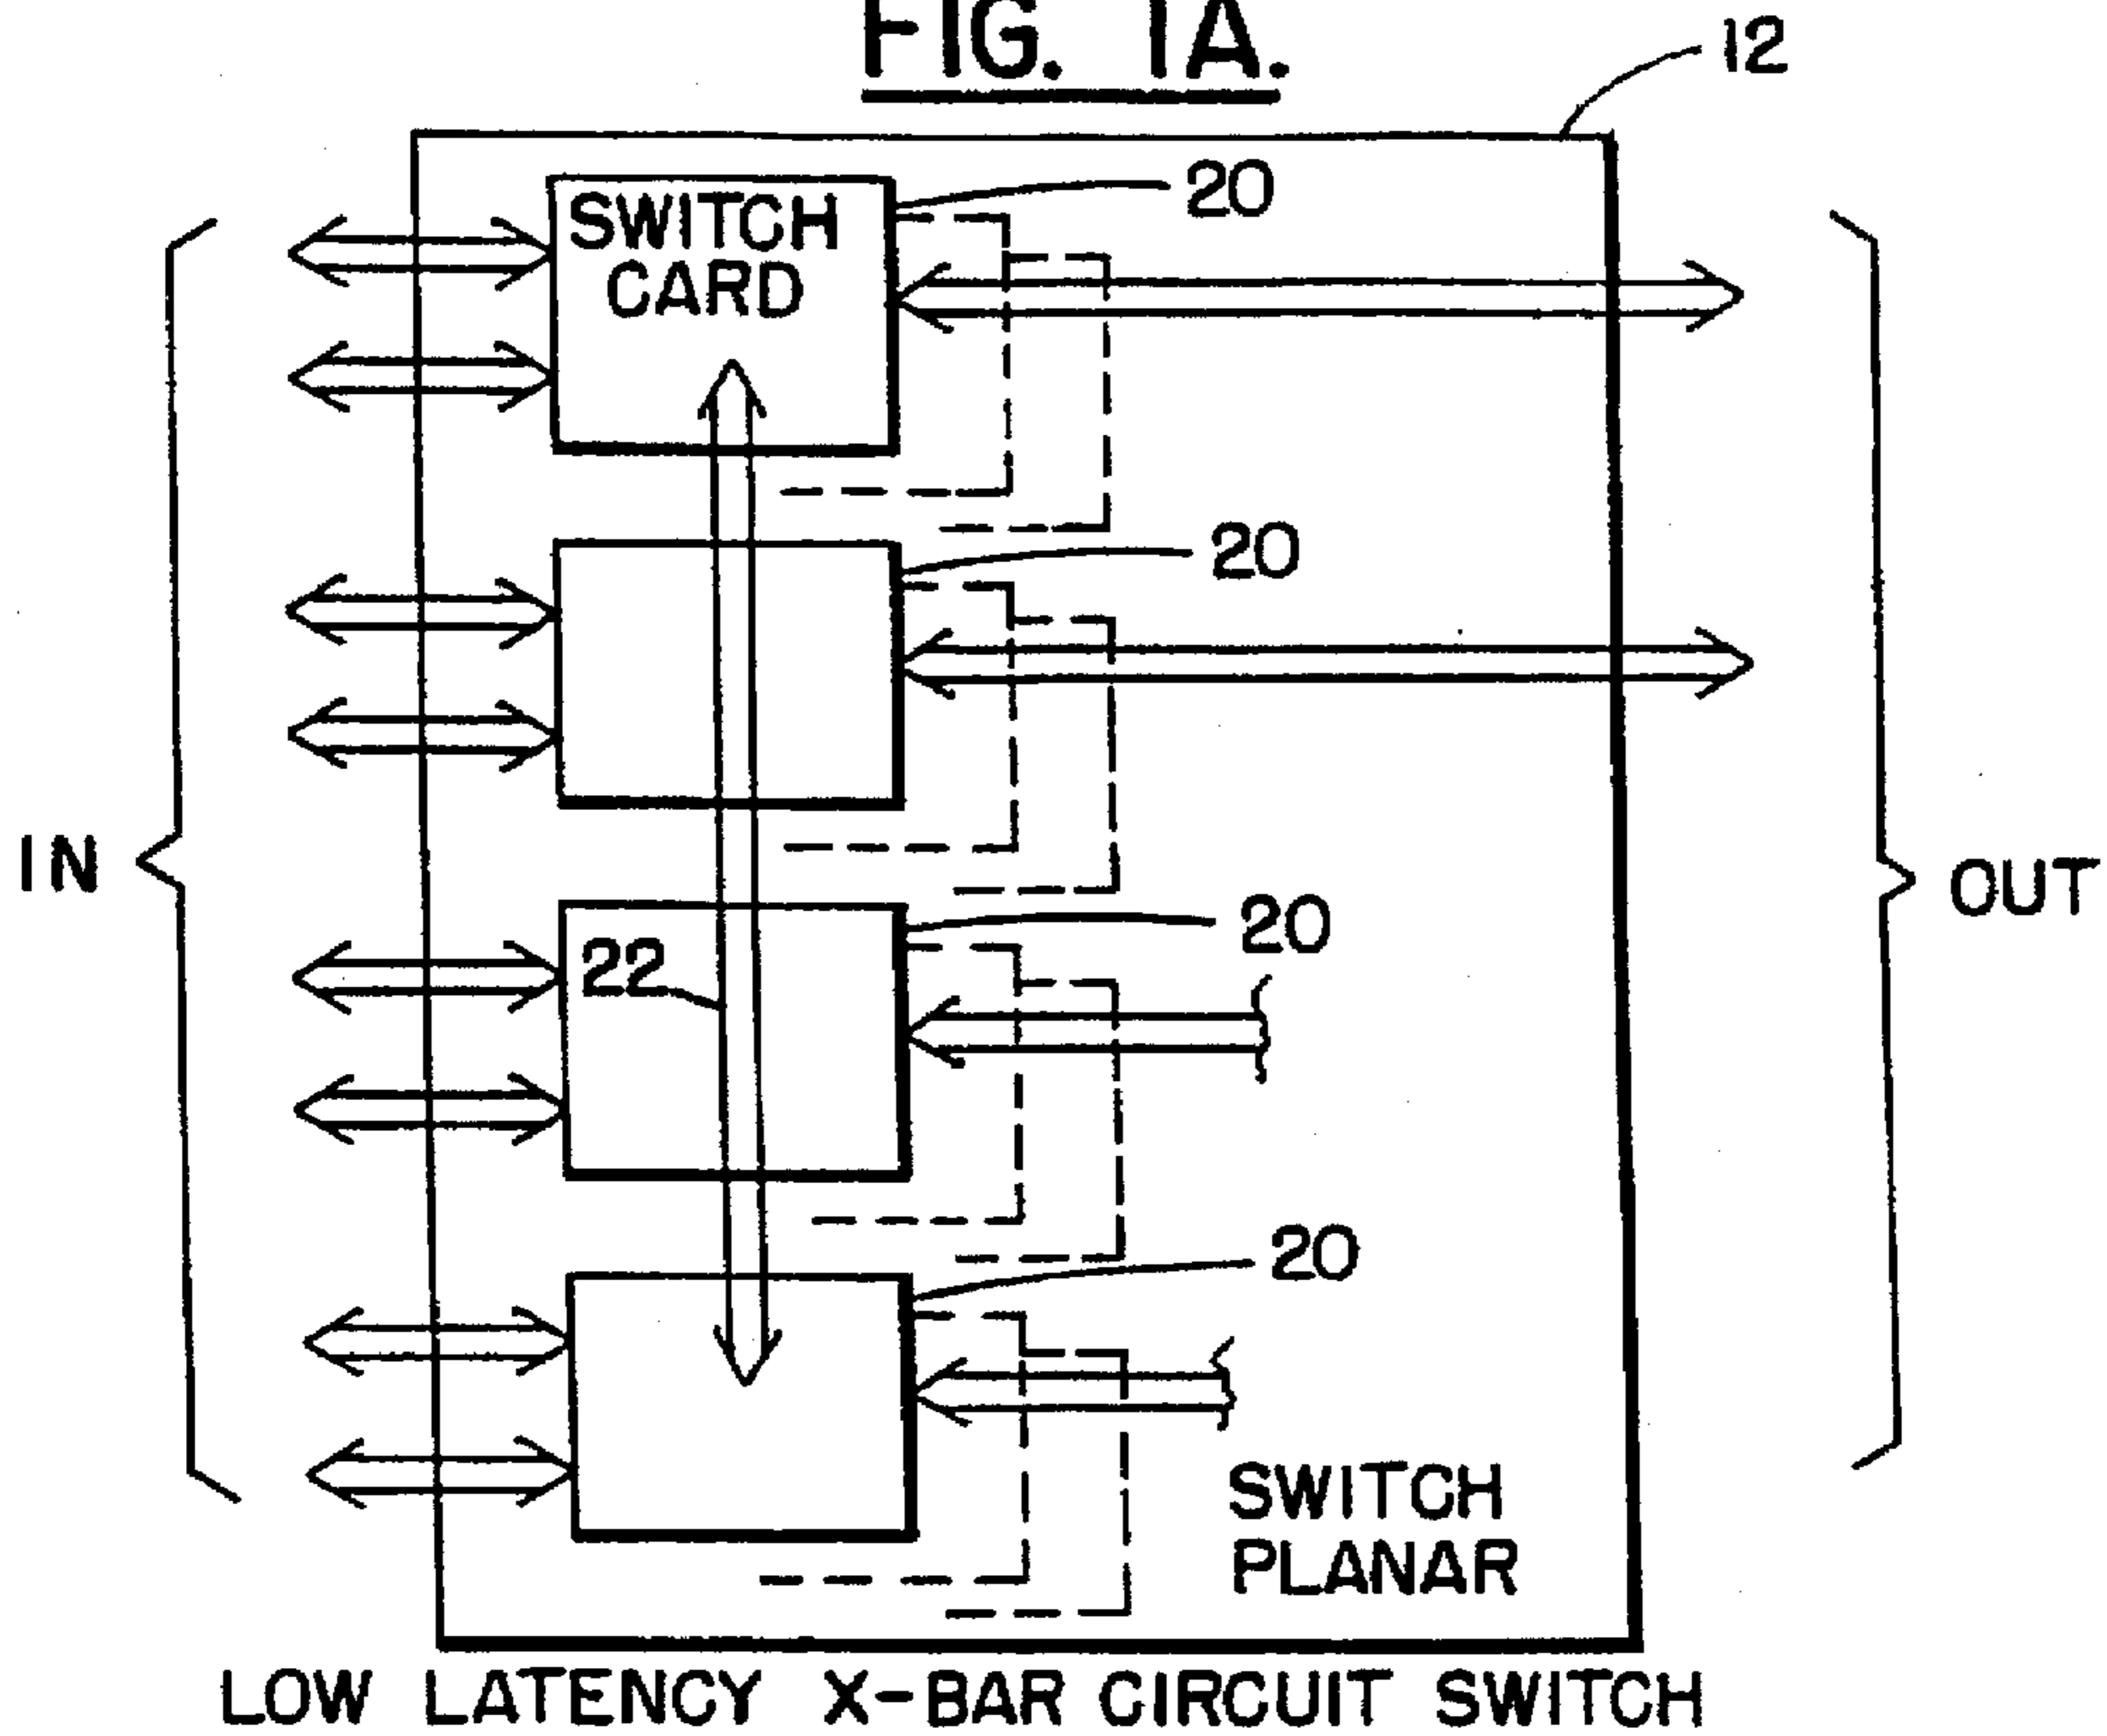 FIG. 1A.
12
20
SWITCH
CARD
20
IN
OUT
20
22
20
SWITCH
PLANAR
LOW LATENCY X-BAR CIRCUIT SWITCH